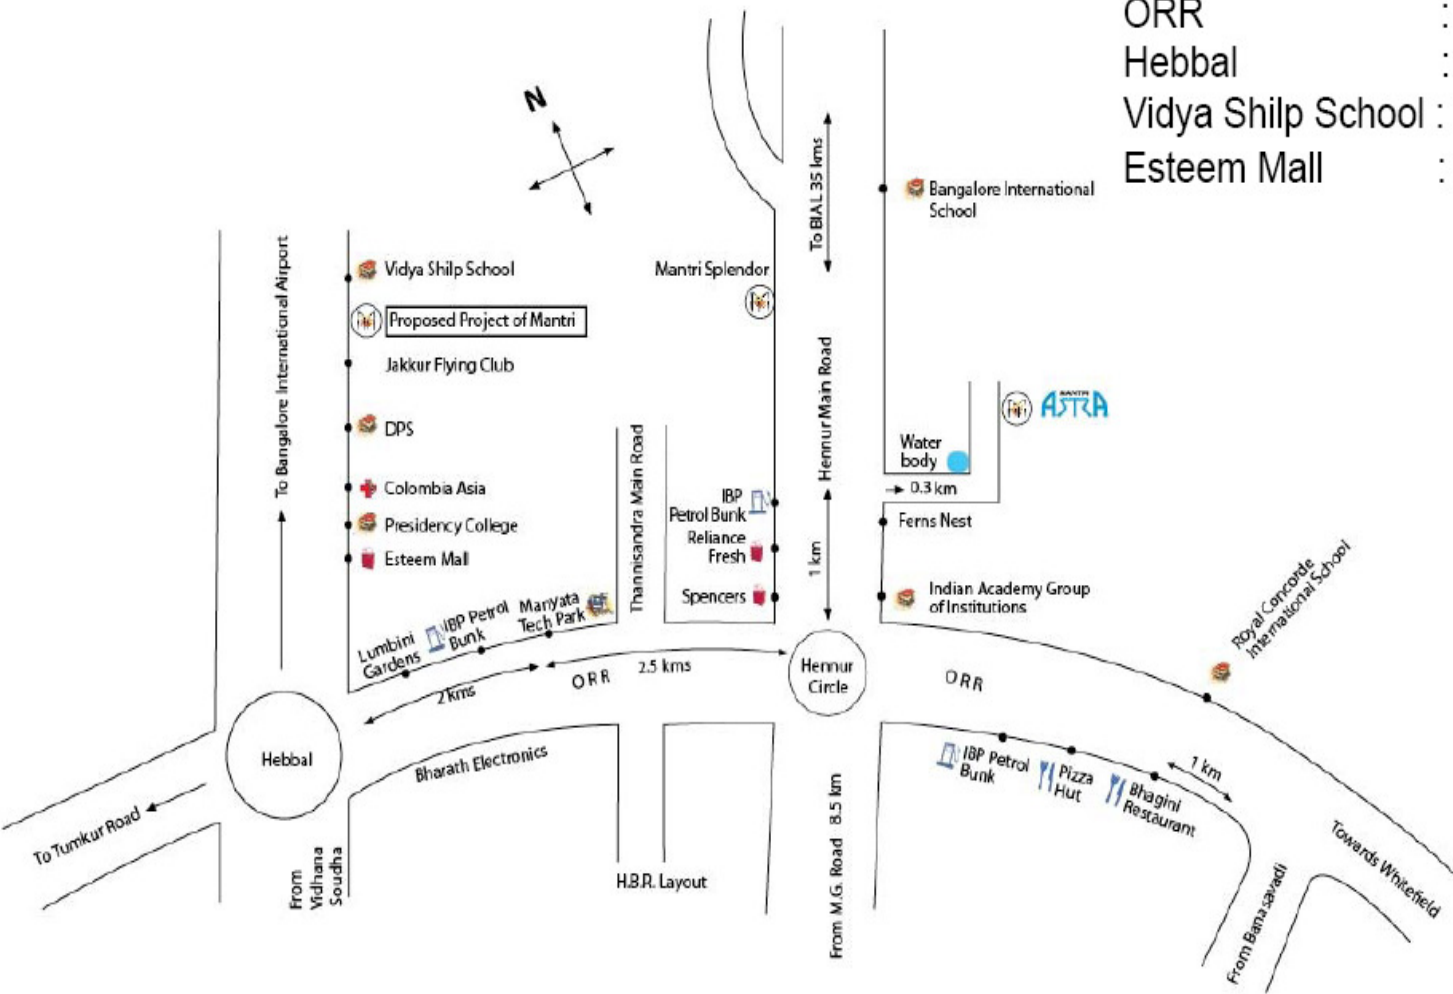 ORR :
Hebbal :
Vidya Shilp School :
Esteem Mall :
N
To BIAL 35 kms
Bangalore International
School
To Bangalore International Airport
Vidya Shilp School
Proposed Project of Mantri
Jakkur Flying Club
DPS
Colombia Asia
Presidency College
Esteem Mall
Mantri Splendor
Hennur Main Road
MANTRI
ASTRA
Water
body
0.3 km
Ferns Nest
Thannisandra Main Road
IBP
Petrol Bunk
Reliance
Fresh
Spencers
1 km
Indian Academy Group
of Institutions
Royal Concorde
International School
Lumbini
Gardens
IBP Petrol
Bunk
Manyata
Tech Park
2 kms
ORR
2.5 kms
Hennur
Circle
ORR
Hebbal
Bharath Electronics
IBP Petrol
Bunk
Pizza
Hut
Bhagini
Restaurant
1 km
To Tumkur Road
From
Vidhana
Soudha
H.B.R. Layout
From M.G. Road 8.5 km
From Banasavadi
Towards Whitefield